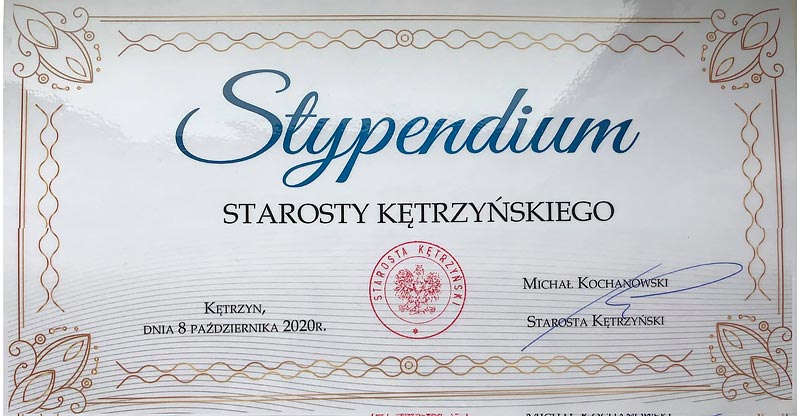 Stypendium
STAROSTY KĘTRZYŃSKIEGO
STAROSTA KĘTRZYŃSKI
KĘTRZYN,
DNIA 8 PAŹDZIERNIKA 2020R.
MICHAŁ KOCHANOWSKI
STAROSTA KĘTRZYŃSKI